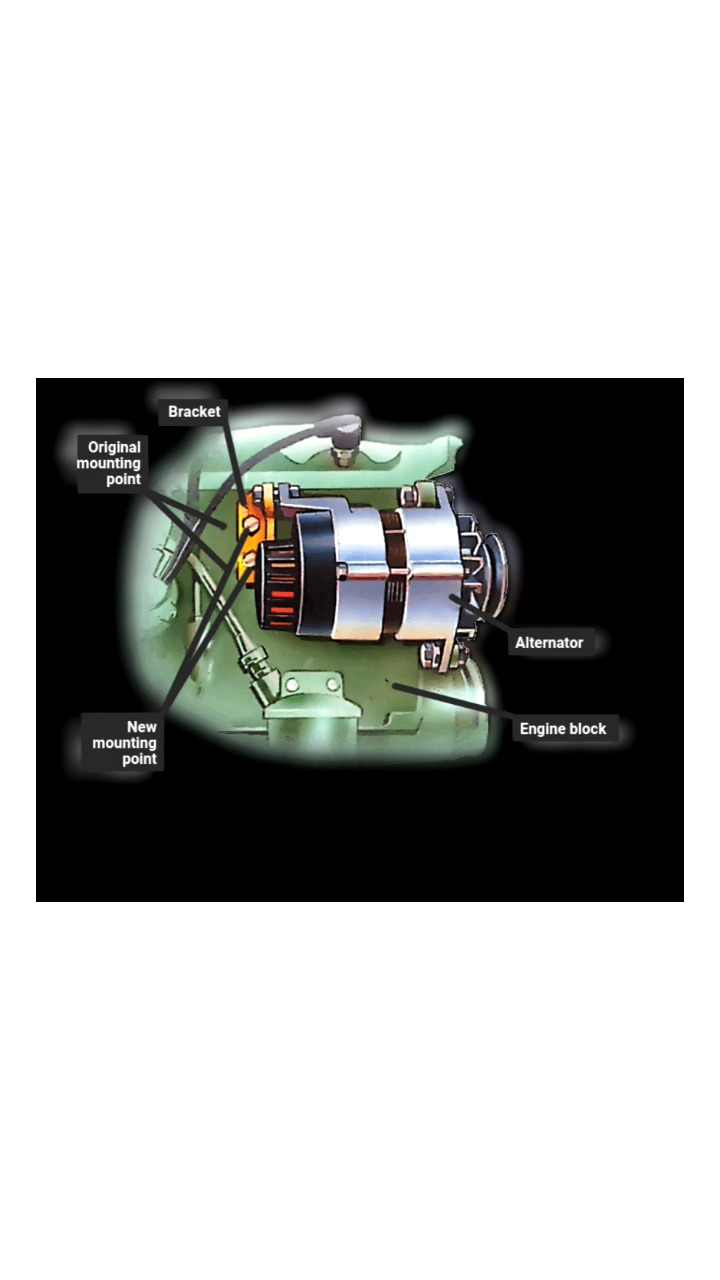 Bracket
Original
mounting
point
Alternator
New
mounting
point
Engine block